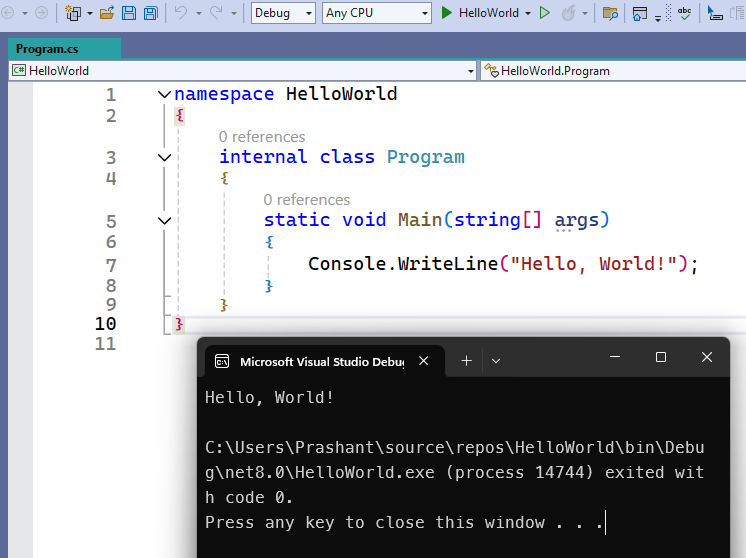 Debug Any CPU HelloWorld
Program.cs
C# HelloWorld HelloWorld.Program
1 namespace HelloWorld
2 {
0 references
3 internal class Program
4 {
0 references
5 static void Main(string[] args)
6 {
7 Console.WriteLine("Hello, World!");
8 }
9 }
10 }
11
Microsoft Visual Studio Debug
Hello, World!
C:\Users\Prashant\source\repos\HelloWorld\bin\Debu
g\net8.0\HelloWorld.exe (process 14744) exited wit
h code 0.
Press any key to close this window . . .